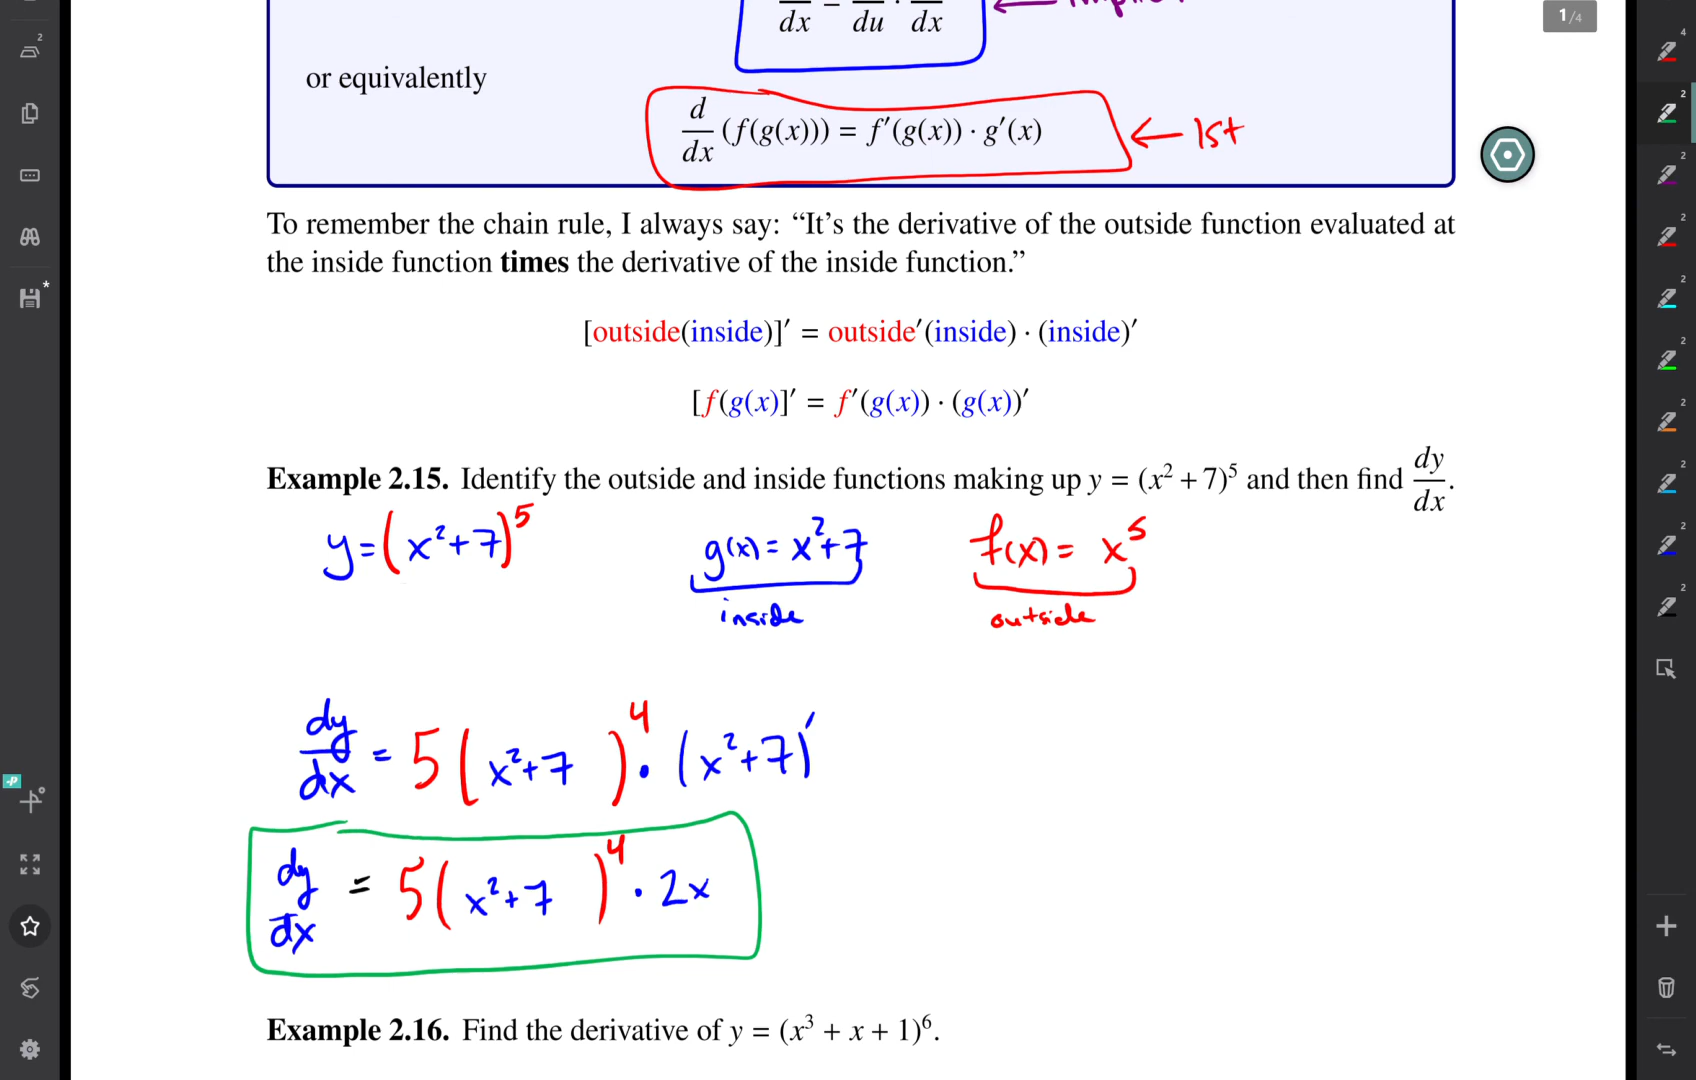 dx = du · dx
1/4
or equivalently
d/dx (f(g(x))) = f′(g(x)) · g′(x) ← 1st
To remember the chain rule, I always say: “It’s the derivative of the outside function evaluated at
the inside function times the derivative of the inside function.”
[outside(inside)]′ = outside′(inside) · (inside)′
[f(g(x)]′ = f′(g(x)) · (g(x))′
Example 2.15. Identify the outside and inside functions making up y = (x² + 7)⁵ and then find dy/dx.
y = (x²+7)⁵ g(x) = x²+7 f(x) = x⁵
inside outside
dy/dx = 5(x²+7)⁴ · (x²+7)′
dy/dx = 5(x²+7)⁴ · 2x
Example 2.16. Find the derivative of y = (x³ + x + 1)⁶.